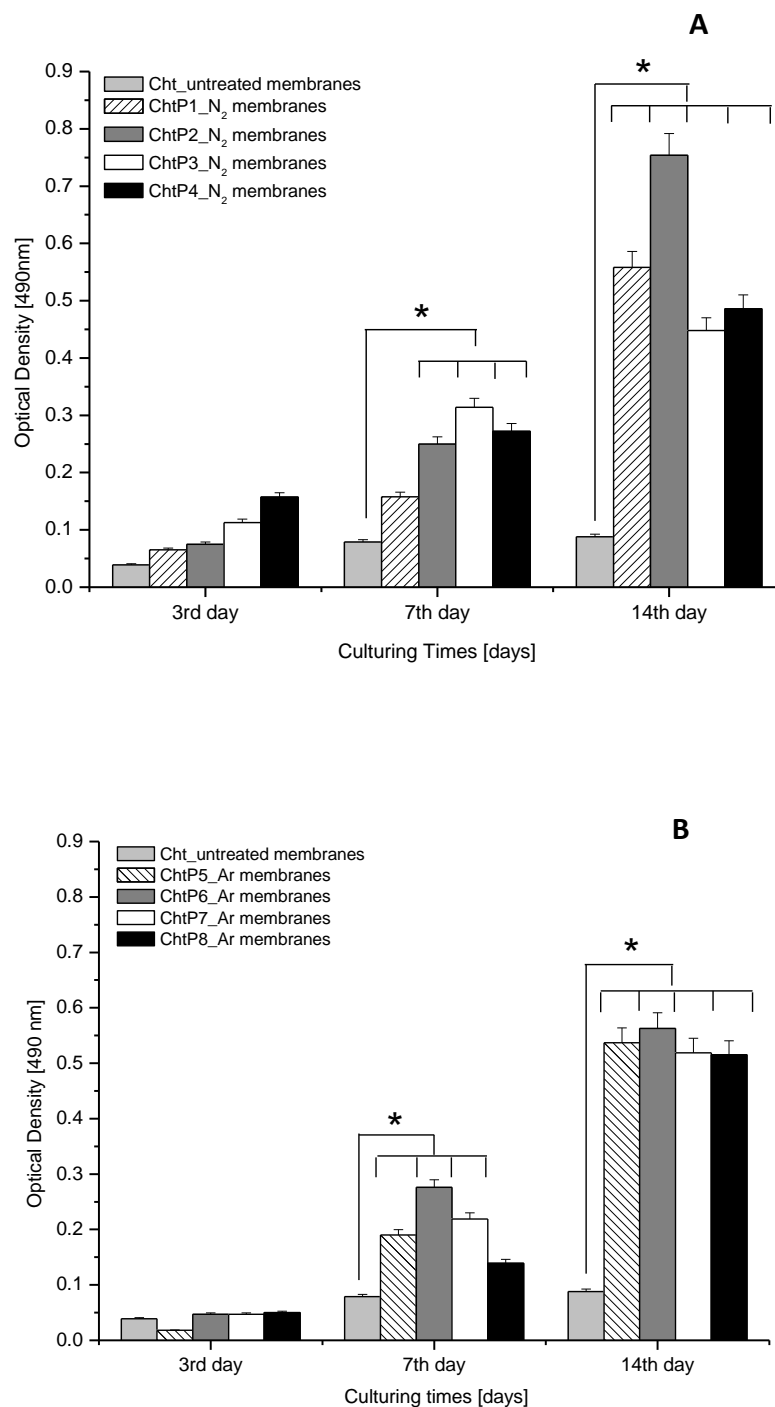 A
0.9
0.8
0.7
0.6
0.5
0.4
0.3
0.2
0.1
0.0
Optical Density [490nm]
Cht_untreated membranes
ChtP1_N2 membranes
ChtP2_N2 membranes
ChtP3_N2 membranes
ChtP4_N2 membranes
*
*
3rd day 7th day 14th day
Culturing Times [days]
B
0.9
0.8
0.7
0.6
0.5
0.4
0.3
0.2
0.1
0.0
Optical Density [490 nm]
Cht_untreated membranes
ChtP5_Ar membranes
ChtP6_Ar membranes
ChtP7_Ar membranes
ChtP8_Ar membranes
*
*
3rd day 7th day 14th day
Culturing times [days]